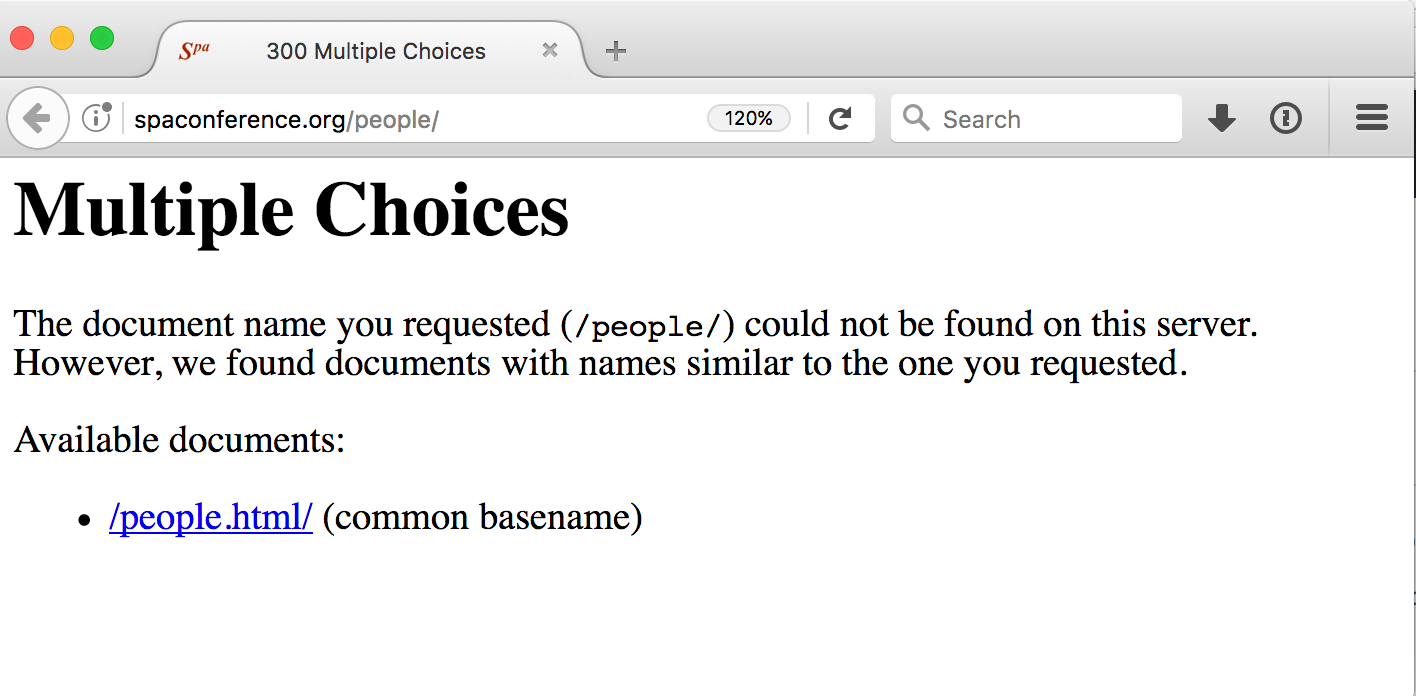 Spa 300 Multiple Choices
spaconference.org/people/ 120% Search
Multiple Choices
The document name you requested (/people/) could not be found on this server.
However, we found documents with names similar to the one you requested.
Available documents:
• /people.html/ (common basename)